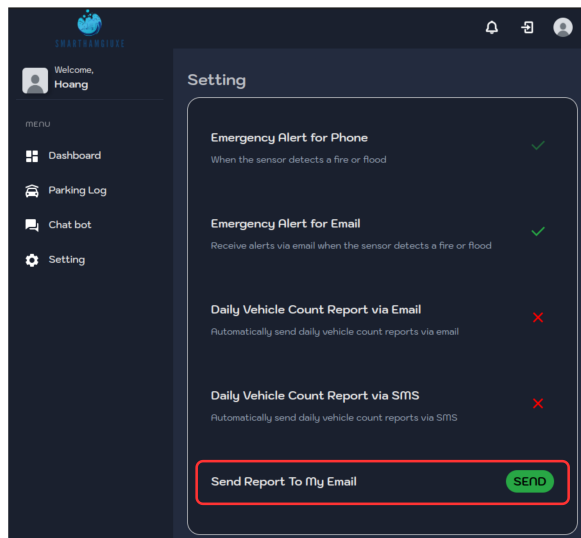 SMARTHAMGIUXE
Welcome,
Hoang
MENU
Dashboard
Parking Log
Chat bot
Setting
Setting
Emergency Alert for Phone
When the sensor detects a fire or flood
Emergency Alert for Email
Receive alerts via email when the sensor detects a fire or flood
Daily Vehicle Count Report via Email
Automatically send daily vehicle count reports via email
Daily Vehicle Count Report via SMS
Automatically send daily vehicle count reports via SMS
Send Report To My Email
SEND